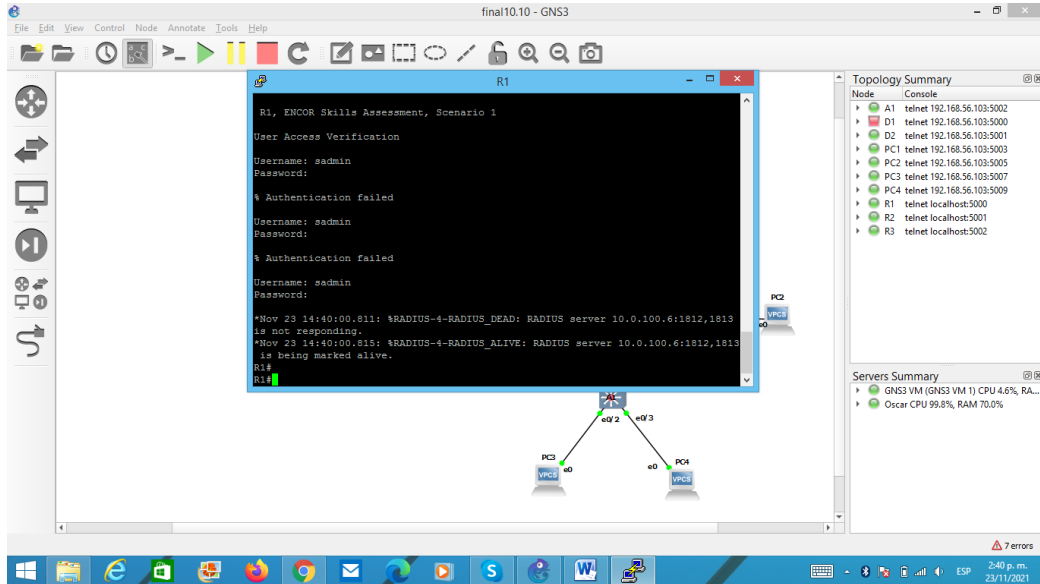 final10.10 - GNS3
File Edit View Control Node Annotate Tools Help
R1
R1, ENCOR Skills Assessment, Scenario 1
User Access Verification
Username: sadmin
Password:
% Authentication failed
Username: sadmin
Password:
% Authentication failed
Username: sadmin
Password:
*Nov 23 14:40:00.811: %RADIUS-4-RADIUS_DEAD: RADIUS server 10.0.100.6:1812,1813
is not responding.
*Nov 23 14:40:00.815: %RADIUS-4-RADIUS_ALIVE: RADIUS server 10.0.100.6:1812,1813
is being marked alive.
R1#
R1#
PC2
VPCS
e0
e0/2
e0/3
PC3
e0
VPCS
e0
PC4
VPCS
Topology Summary
Node Console
A1 telnet 192.168.56.103:5002
D1 telnet 192.168.56.103:5000
D2 telnet 192.168.56.103:5001
PC1 telnet 192.168.56.103:5003
PC2 telnet 192.168.56.103:5005
PC3 telnet 192.168.56.103:5007
PC4 telnet 192.168.56.103:5009
R1 telnet localhost:5000
R2 telnet localhost:5001
R3 telnet localhost:5002
Servers Summary
GNS3 VM (GNS3 VM 1) CPU 4.6%, RA...
Oscar CPU 99.8%, RAM 70.0%
7 errors
ESP
2:40 p. m.
23/11/2021